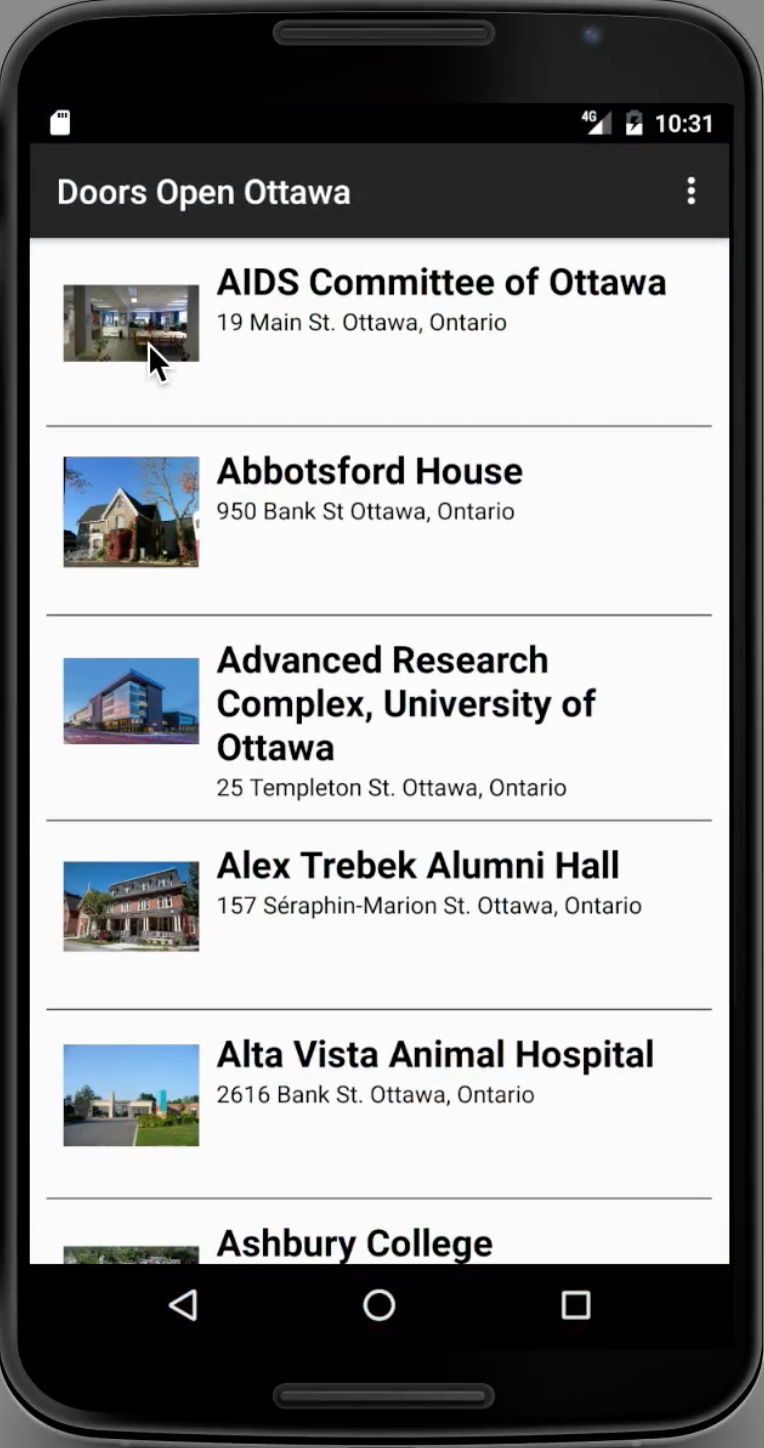 4G 10:31
Doors Open Ottawa
AIDS Committee of Ottawa
19 Main St. Ottawa, Ontario
Abbotsford House
950 Bank St Ottawa, Ontario
Advanced Research
Complex, University of
Ottawa
25 Templeton St. Ottawa, Ontario
Alex Trebek Alumni Hall
157 Séraphin-Marion St. Ottawa, Ontario
Alta Vista Animal Hospital
2616 Bank St. Ottawa, Ontario
Ashbury College